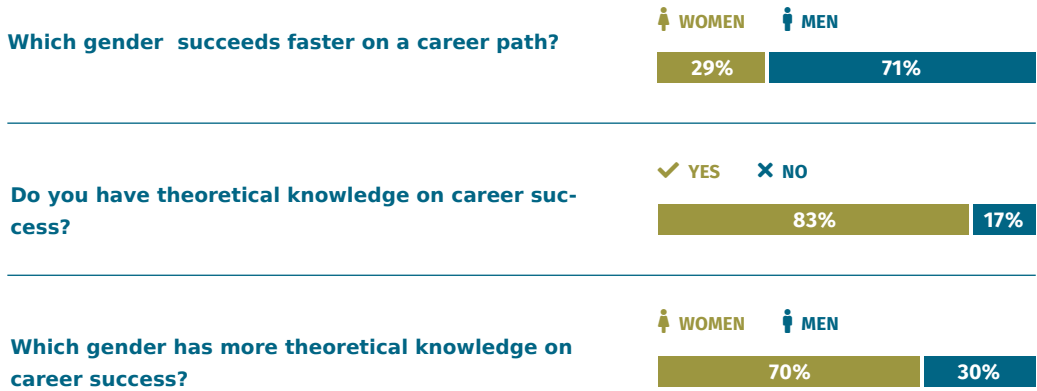 WOMEN MEN
Which gender succeeds faster on a career path?
29% 71%
YES NO
Do you have theoretical knowledge on career suc-
cess?
83% 17%
WOMEN MEN
Which gender has more theoretical knowledge on
career success?
70% 30%